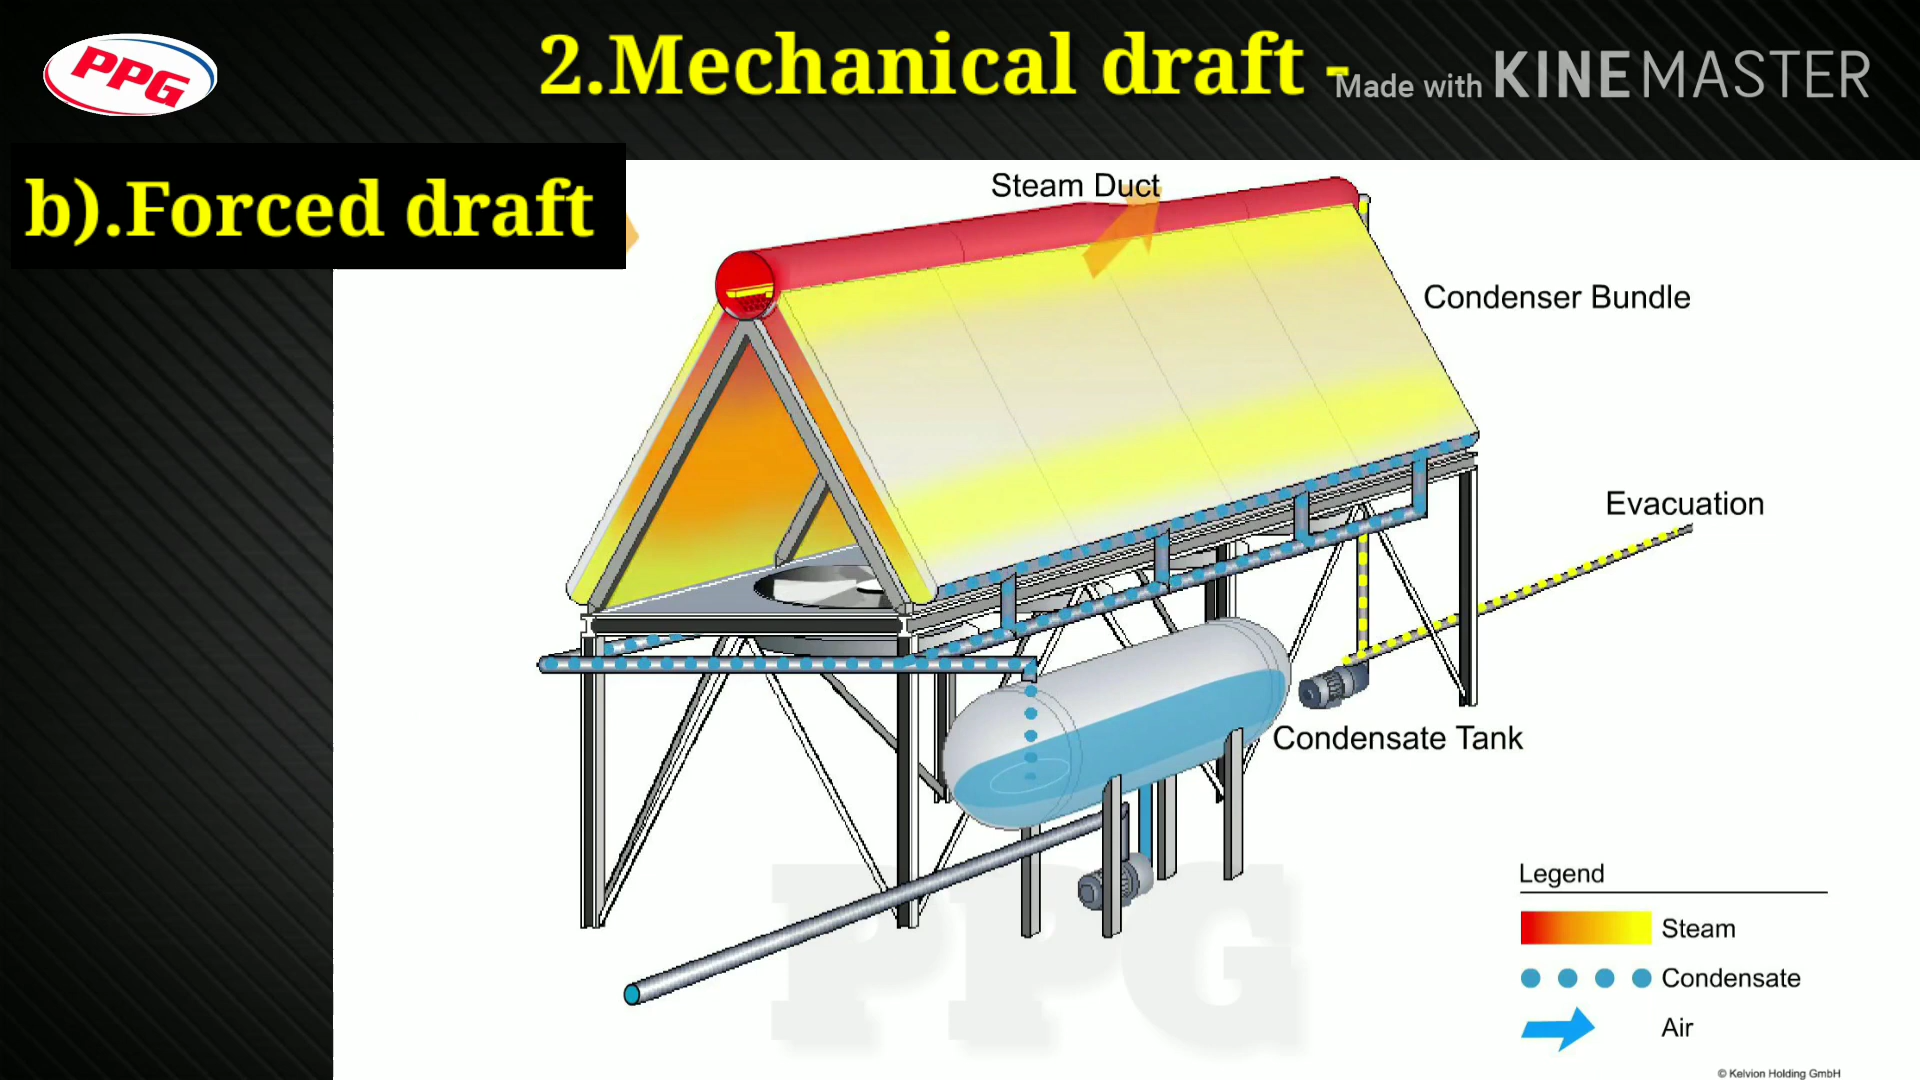 PPG
2.Mechanical draft -
Made with KINEMASTER
b).Forced draft
Steam Duct
Condenser Bundle
Evacuation
Condensate Tank
PPG
Legend
Steam
Condensate
Air
© Kelvion Holding GmbH